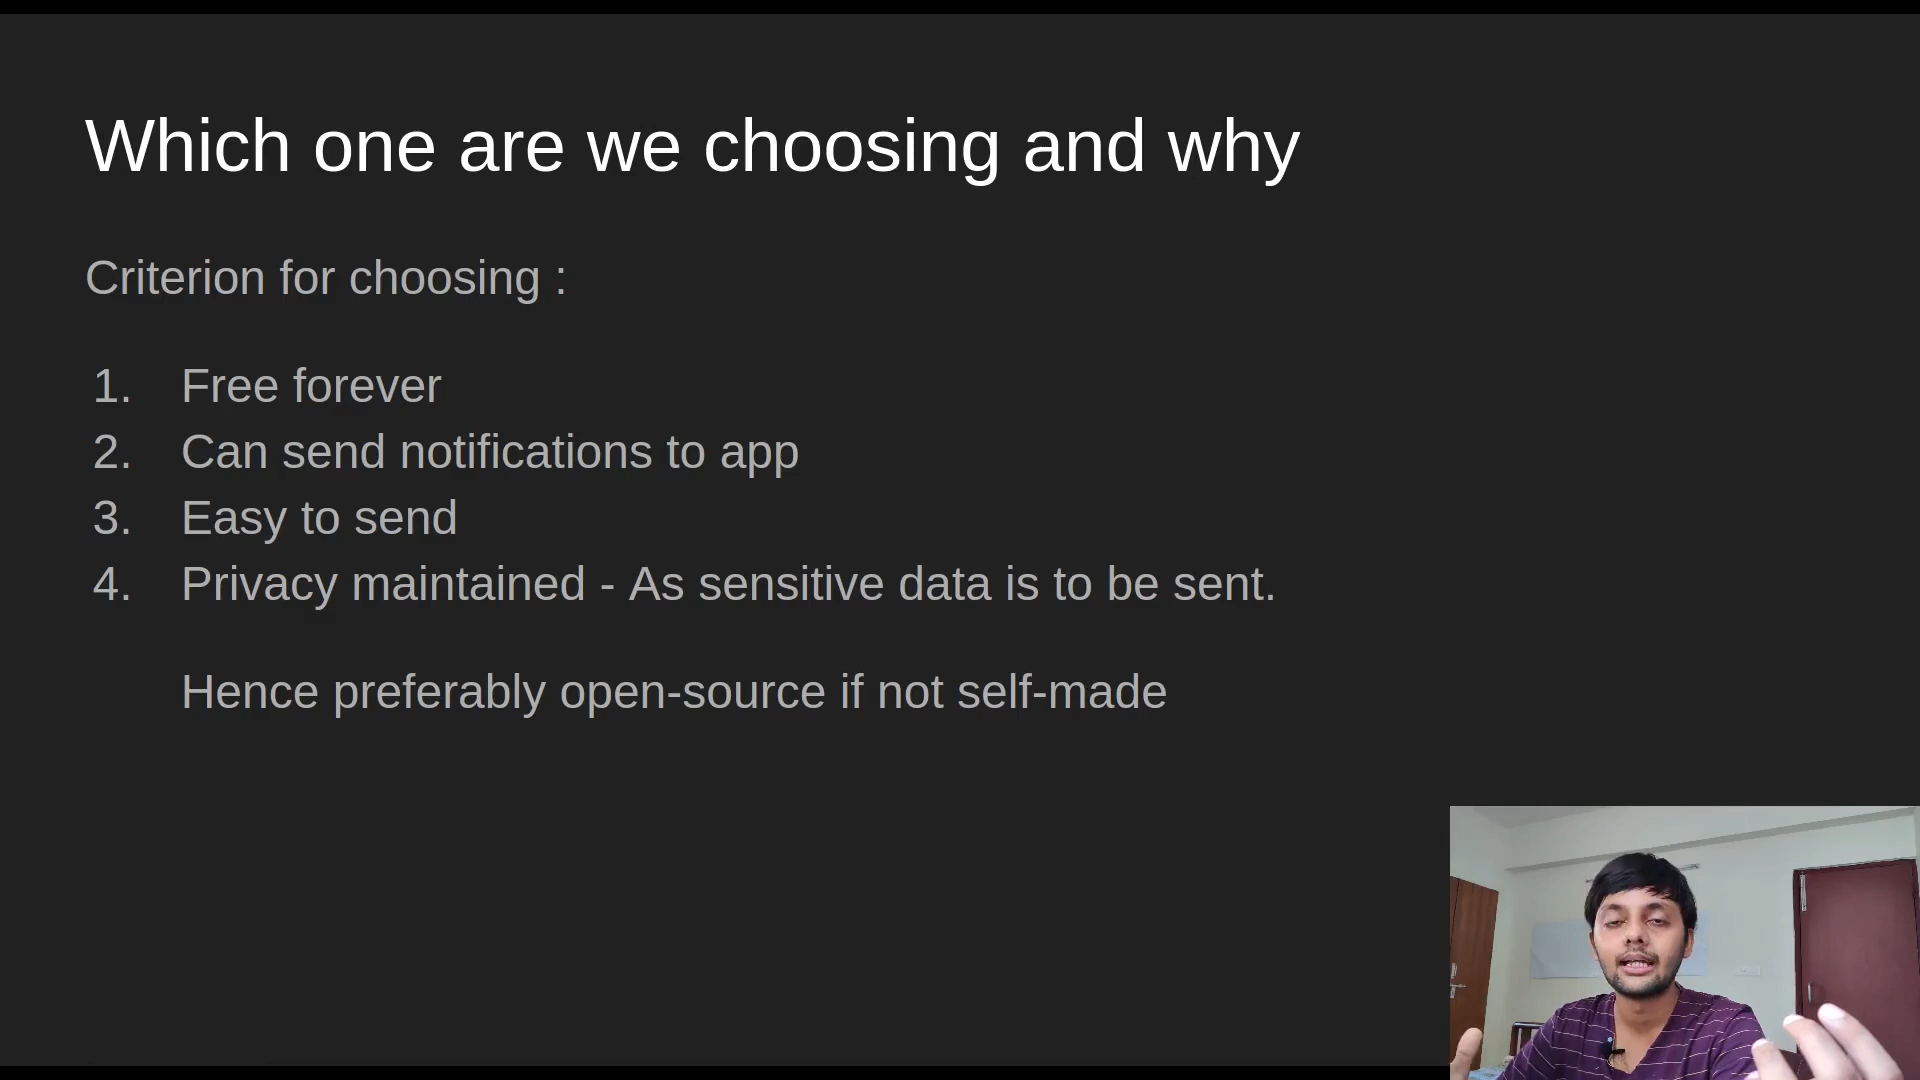 Which one are we choosing and why
Criterion for choosing :
1. Free forever
2. Can send notifications to app
3. Easy to send
4. Privacy maintained - As sensitive data is to be sent.
Hence preferably open-source if not self-made